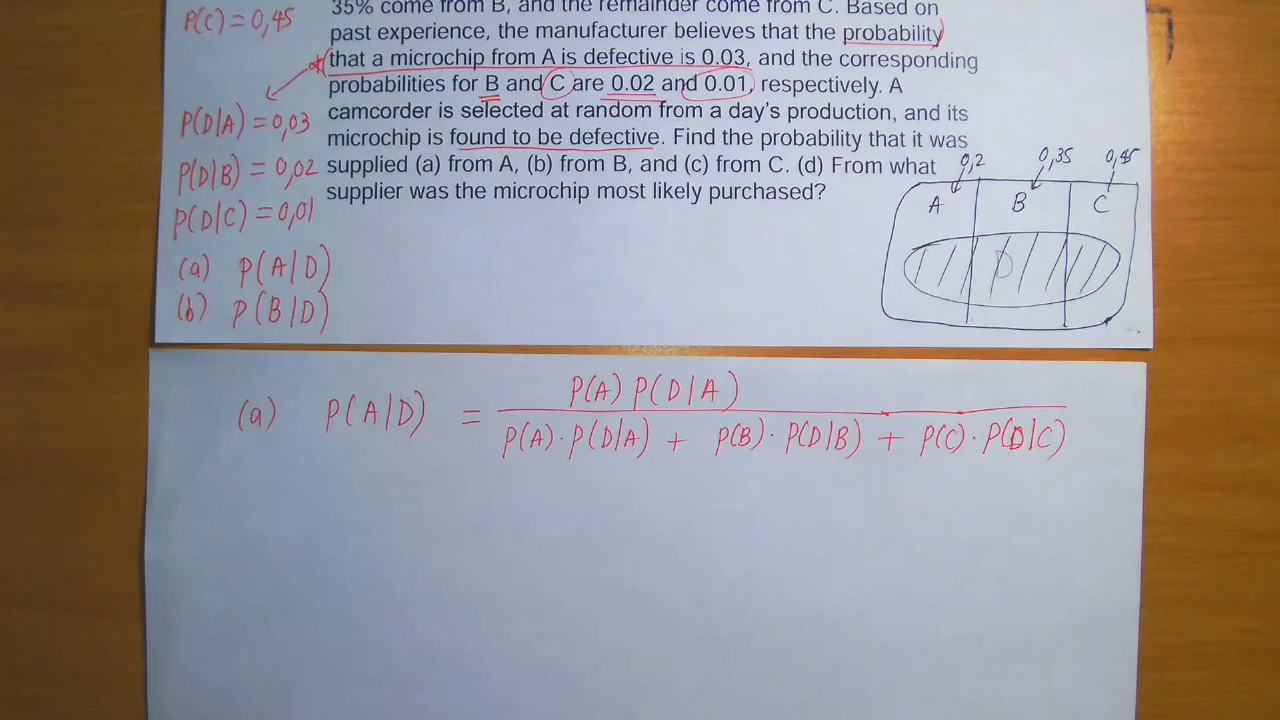 35% come from B, and the remainder come from C. Based on
P(C) = 0,45
past experience, the manufacturer believes that the probability
that a microchip from A is defective is 0.03, and the corresponding
probabilities for B and C are 0.02 and 0.01, respectively. A
camcorder is selected at random from a day's production, and its
microchip is found to be defective. Find the probability that it was
supplied (a) from A, (b) from B, and (c) from C. (d) From what
supplier was the microchip most likely purchased?
P(D|A) = 0,03
P(D|B) = 0,02
P(D|C) = 0,01
(a) P(A|D)
(b) P(B|D)
0,2 0,35 0,45
A B C
D
(a) P(A|D) = P(A) P(D|A)
P(A)·P(D|A) + P(B)·P(D|B) + P(C)·P(D|C)